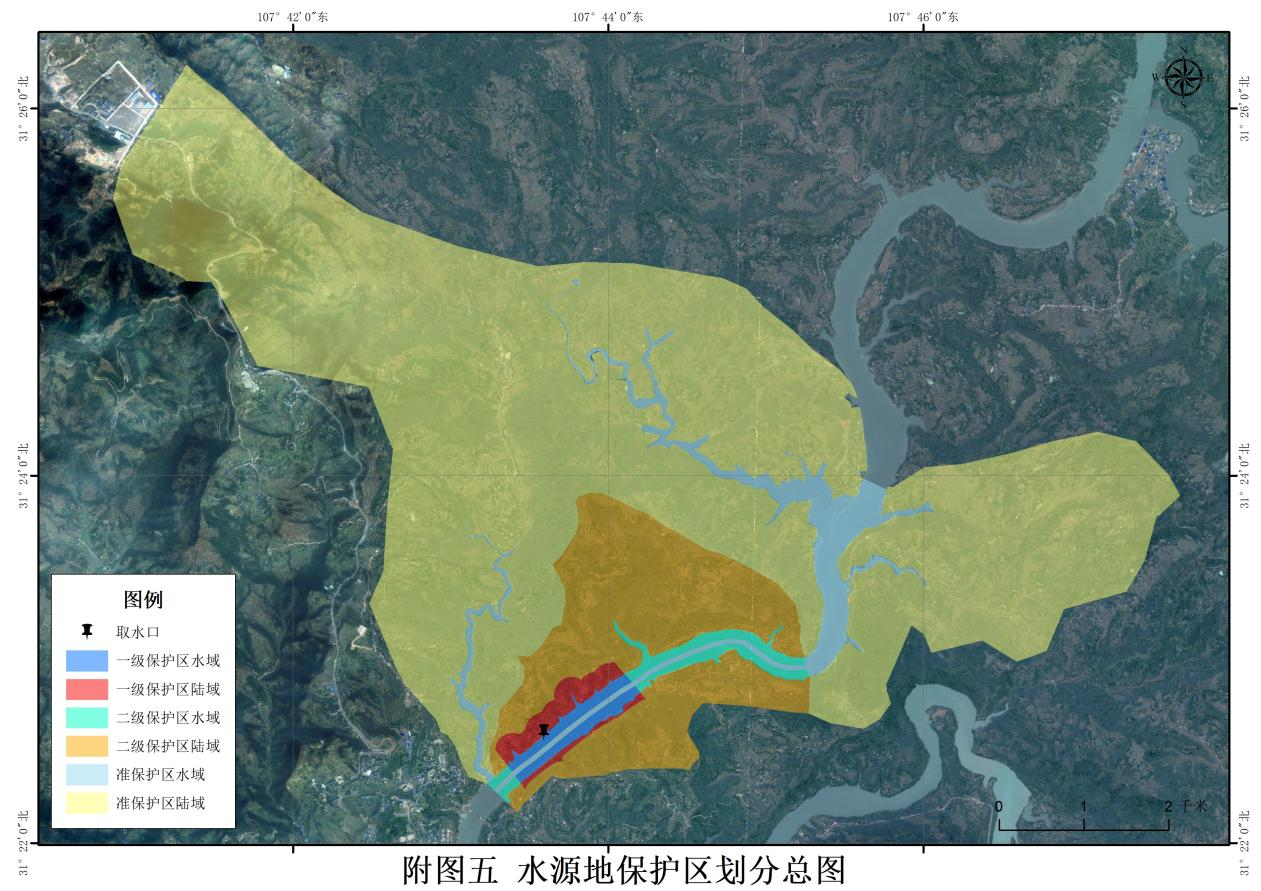 107° 42′0″东
107° 44′0″东
107° 46′0″东
31° 26′0″北
31° 26′0″北
N
W
E
S
31° 24′0″北
31° 24′0″北
图例
取水口
一级保护区水域
一级保护区陆域
二级保护区水域
二级保护区陆域
准保护区水域
准保护区陆域
0 1 2 千米
31° 22′0″北
31° 22′0″北
附图五 水源地保护区划分总图